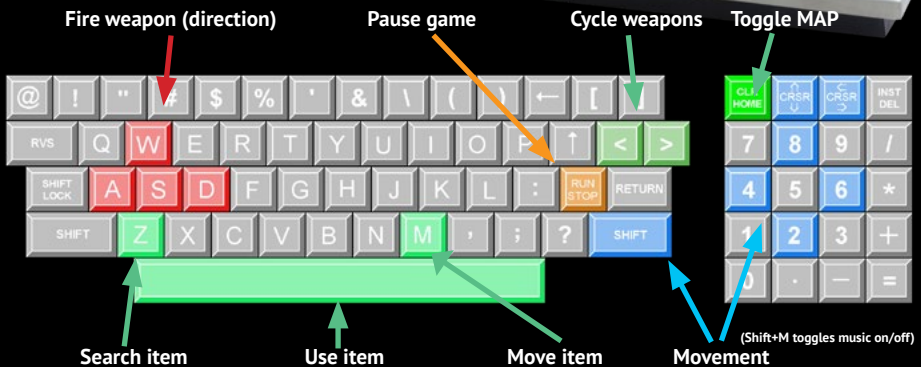 Fire weapon (direction) Pause game Cycle weapons Toggle MAP
@ ! " # $ % ' & \ ( ) ← [ ] CLR HOME CRSR CRSR INST DEL
RVS Q W E R T Y U I O P ↑ < > 7 8 9 /
SHIFT LOCK A S D F G H J K L : RUN STOP RETURN 4 5 6 *
SHIFT Z X C V B N M , ; ? SHIFT 1 2 3 +
0 . − =
(Shift+M toggles music on/off)
Search item Use item Move item Movement